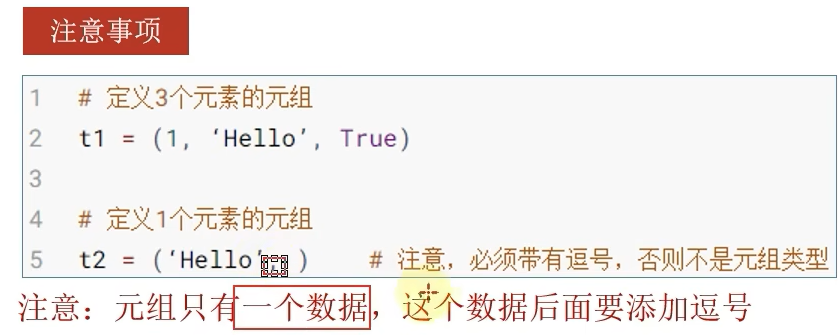 注意事项
1 # 定义3个元素的元组
2 t1 = (1, ‘Hello’, True)
3
4 # 定义1个元素的元组
5 t2 = (‘Hello’, ) # 注意，必须带有逗号，否则不是元组类型
注意：元组只有一个数据，这个数据后面要添加逗号